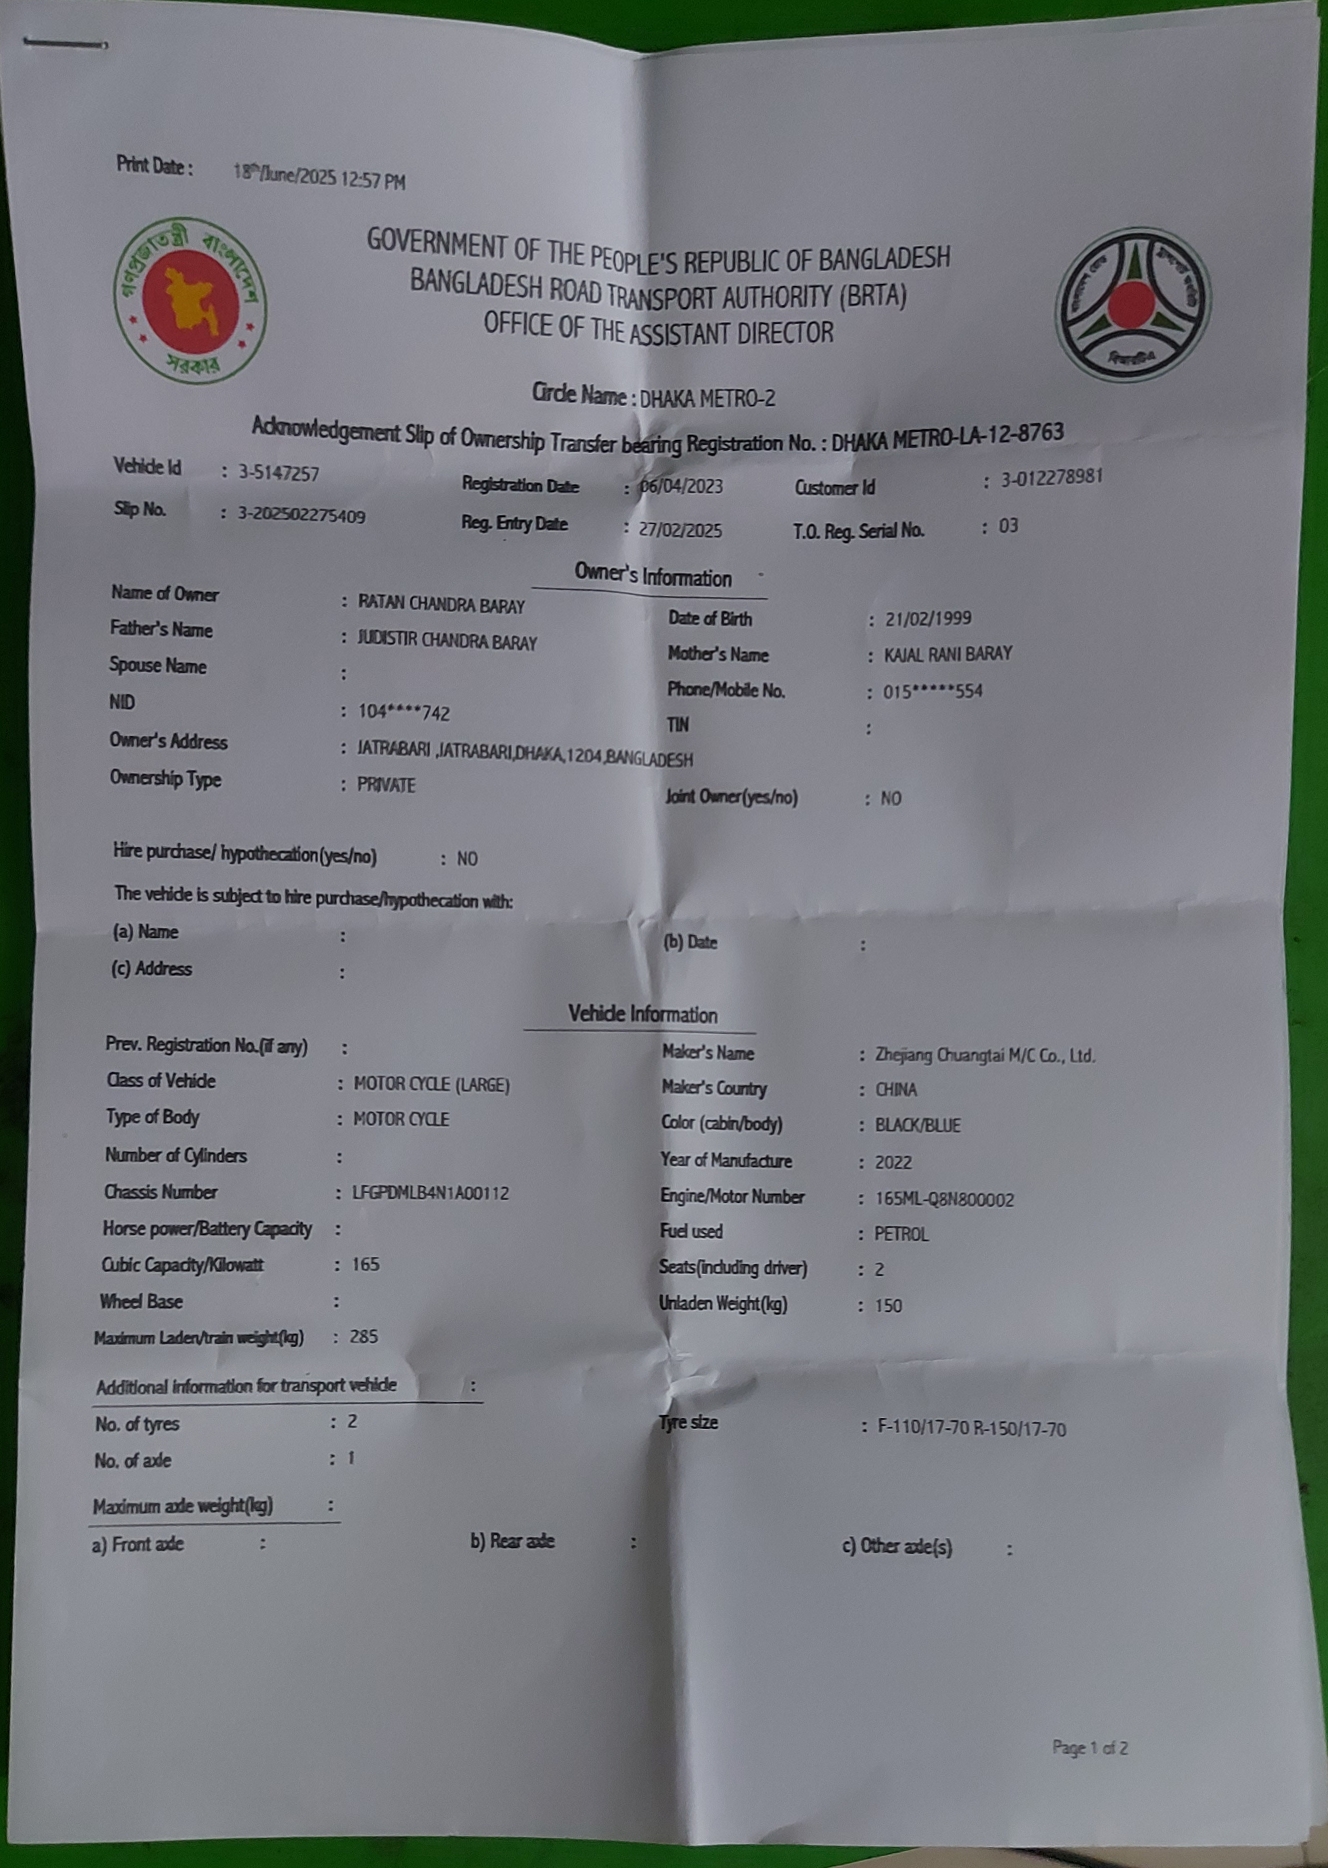 Print Date : 18th/June/2025 12:57 PM
গণপ্রজাতন্ত্রী বাংলাদেশ
সরকার
GOVERNMENT OF THE PEOPLE'S REPUBLIC OF BANGLADESH
BANGLADESH ROAD TRANSPORT AUTHORITY (BRTA)
OFFICE OF THE ASSISTANT DIRECTOR
বিআরটিএ
Circle Name : DHAKA METRO-2
Acknowledgement Slip of Ownership Transfer bearing Registration No. : DHAKA METRO-LA-12-8763
Vehicle Id : 3-5147257 Registration Date : 06/04/2023 Customer Id : 3-012278981
Slip No. : 3-202502275409 Reg. Entry Date : 27/02/2025 T.O. Reg. Serial No. : 03
Owner's Information
Name of Owner : RATAN CHANDRA BARAY Date of Birth : 21/02/1999
Father's Name : JUDISTIR CHANDRA BARAY Mother's Name : KAJAL RANI BARAY
Spouse Name : Phone/Mobile No. : 015*****554
NID : 104****742 TIN :
Owner's Address : JATRABARI ,JATRABARI,DHAKA,1204,BANGLADESH
Ownership Type : PRIVATE Joint Owner(yes/no) : NO
Hire purchase/ hypothecation(yes/no) : NO
The vehicle is subject to hire purchase/hypothecation with:
(a) Name : (b) Date :
(c) Address :
Vehicle Information
Prev. Registration No.(if any) : Maker's Name : Zhejiang Chuangtai M/C Co., Ltd.
Class of Vehicle : MOTOR CYCLE (LARGE) Maker's Country : CHINA
Type of Body : MOTOR CYCLE Color (cabin/body) : BLACK/BLUE
Number of Cylinders : Year of Manufacture : 2022
Chassis Number : LFGPDMLB4N1A00112 Engine/Motor Number : 165ML-Q8N800002
Horse power/Battery Capacity : Fuel used : PETROL
Cubic Capacity/Kilowatt : 165 Seats(including driver) : 2
Wheel Base : Unladen Weight(kg) : 150
Maximum Laden/train weight(kg) : 285
Additional information for transport vehicle :
No. of tyres : 2 Tyre size : F-110/17-70 R-150/17-70
No. of axle : 1
Maximum axle weight(kg) :
a) Front axle : b) Rear axle : c) Other axle(s) :
Page 1 of 2